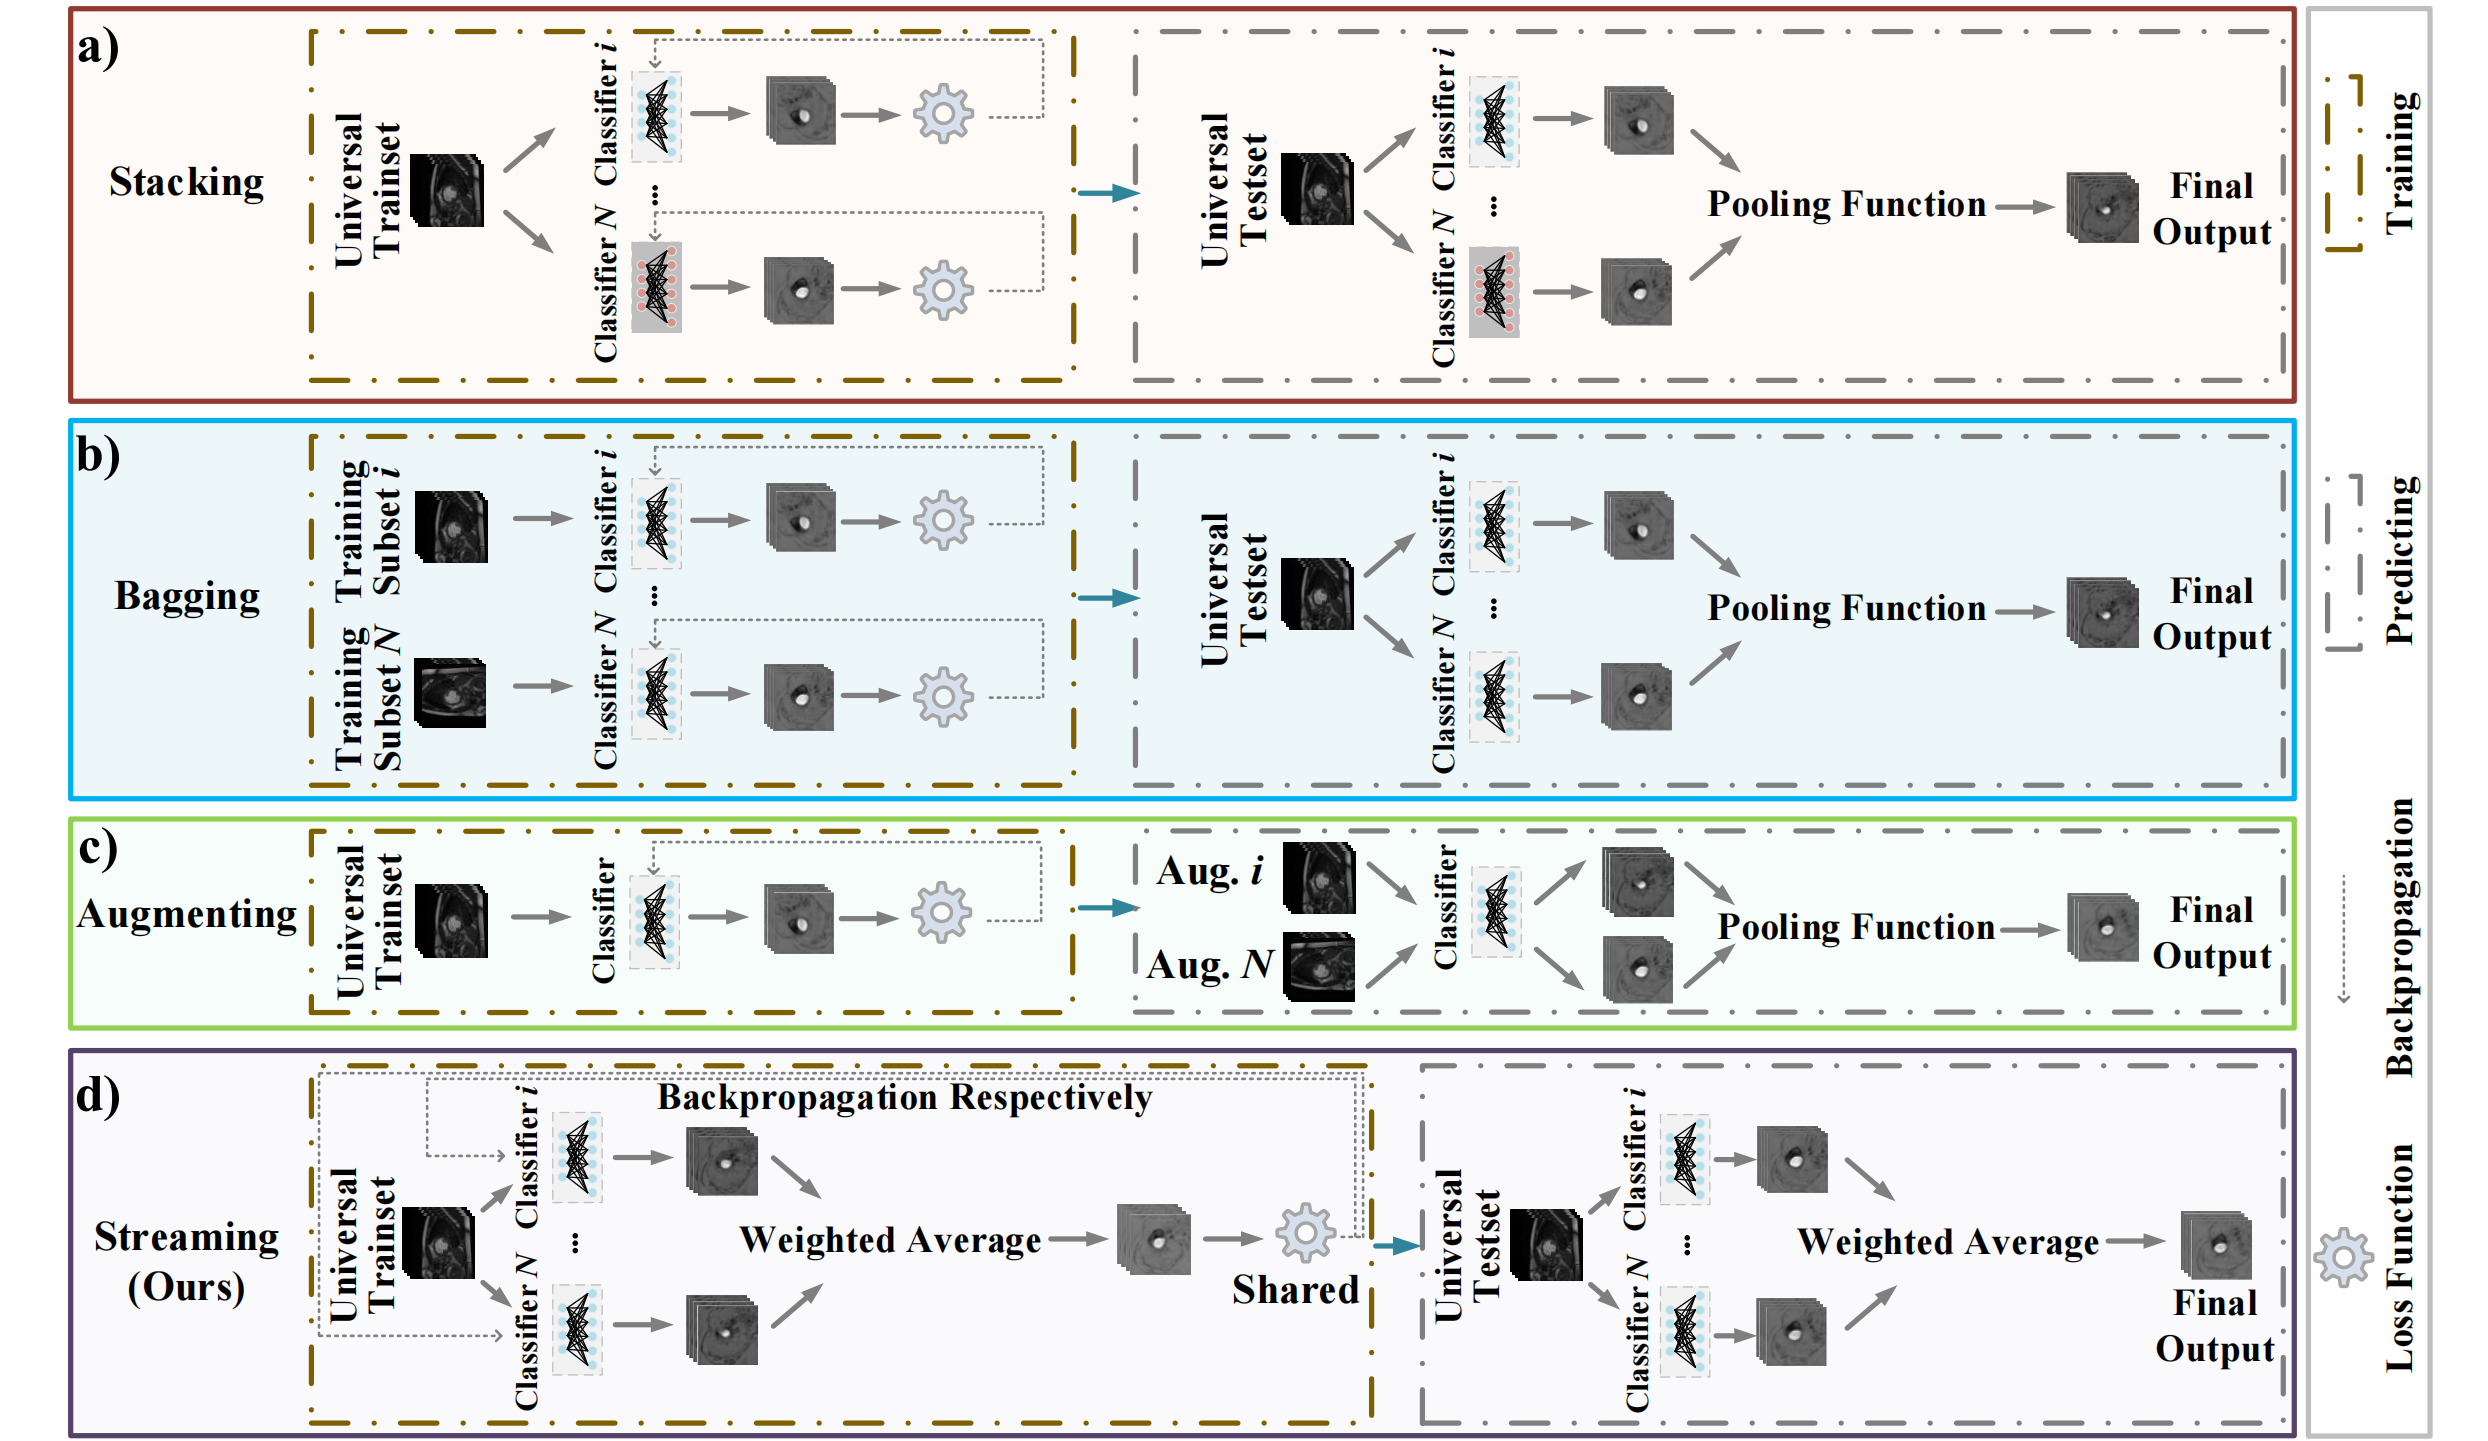 a)
Stacking
Universal
Trainset
Classifier i
Classifier N
Universal
Testset
Classifier i
Classifier N
Pooling Function
Final
Output
b)
Bagging
Training
Subset i
Training
Subset N
Classifier i
Classifier N
Universal
Testset
Classifier i
Classifier N
Pooling Function
Final
Output
c)
Augmenting
Universal
Trainset
Classifier
Aug. i
Aug. N
Classifier
Pooling Function
Final
Output
d)
Streaming
(Ours)
Backpropagation Respectively
Universal
Trainset
Classifier i
Classifier N
Weighted Average
Shared
Universal
Testset
Classifier i
Classifier N
Weighted Average
Final
Output
Training
Predicting
Backpropagation
Loss Function